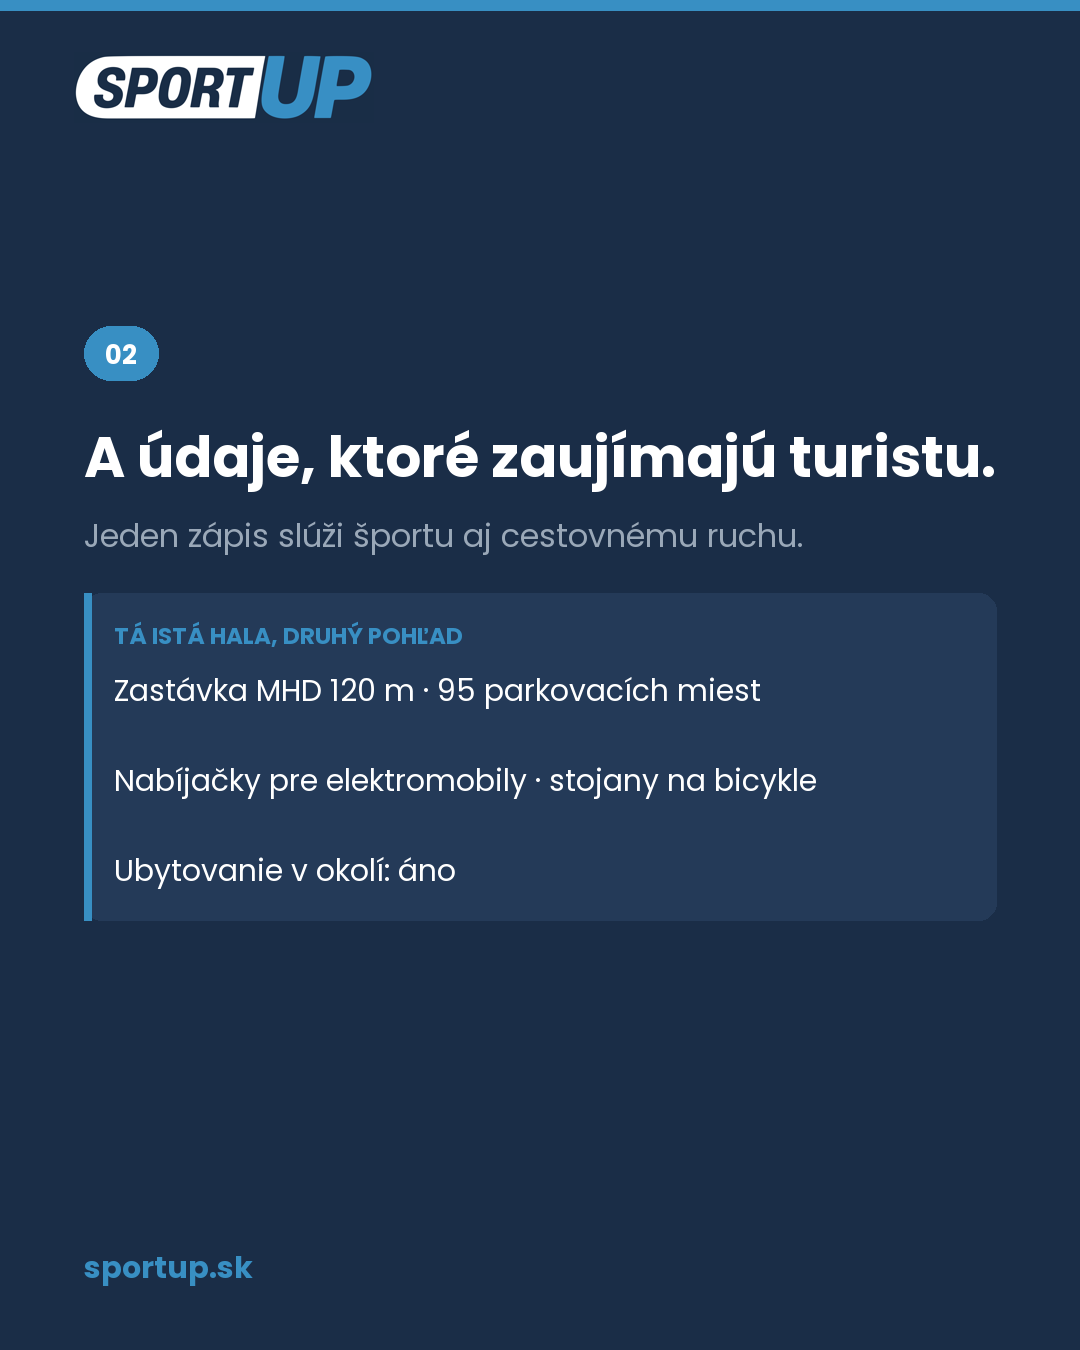 SPORTUP
02
A údaje, ktoré zaujímajú turistu.
Jeden zápis slúži športu aj cestovnému ruchu.
TÁ ISTÁ HALA, DRUHÝ POHĽAD
Zastávka MHD 120 m · 95 parkovacích miest
Nabíjačky pre elektromobily · stojany na bicykle
Ubytovanie v okolí: áno
sportup.sk